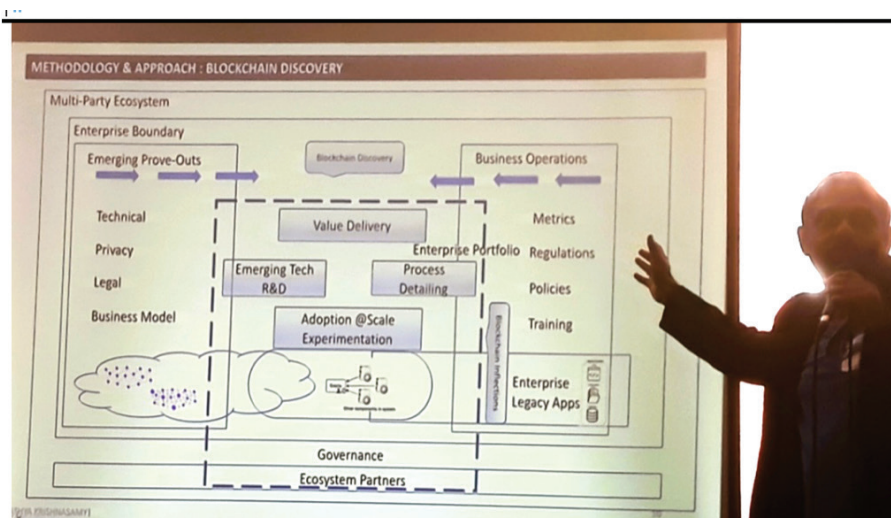 METHODOLOGY & APPROACH : BLOCKCHAIN DISCOVERY
Multi-Party Ecosystem
Enterprise Boundary
Emerging Prove-Outs
Blockchain Discovery
Business Operations
Technical
Privacy
Legal
Business Model
Value Delivery
Enterprise Portfolio
Emerging Tech
R&D
Process
Detailing
Adoption @Scale
Experimentation
Metrics
Regulations
Policies
Training
Blockchain Inflections
Enterprise
Legacy Apps
Governance
Ecosystem Partners